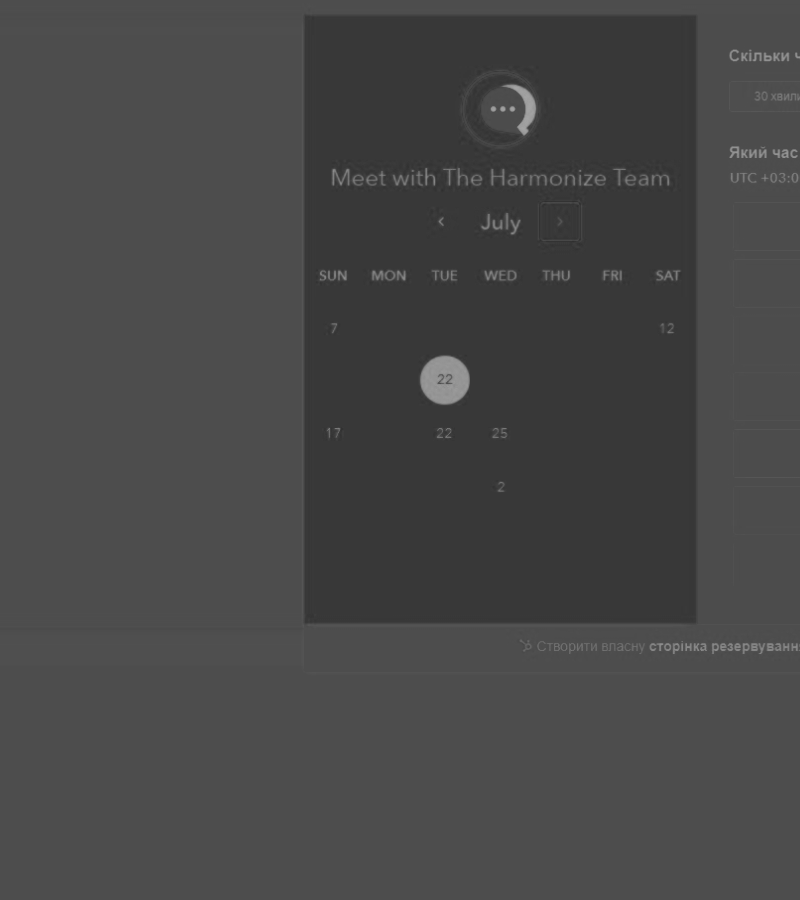 Скільки ч
30 хвили
Який час
UTC +03:0
Meet with The Harmonize Team
July
SUN MON TUE WED THU FRI SAT
7 12
22
17 22 25
2
Створити власну сторінка резервуванн